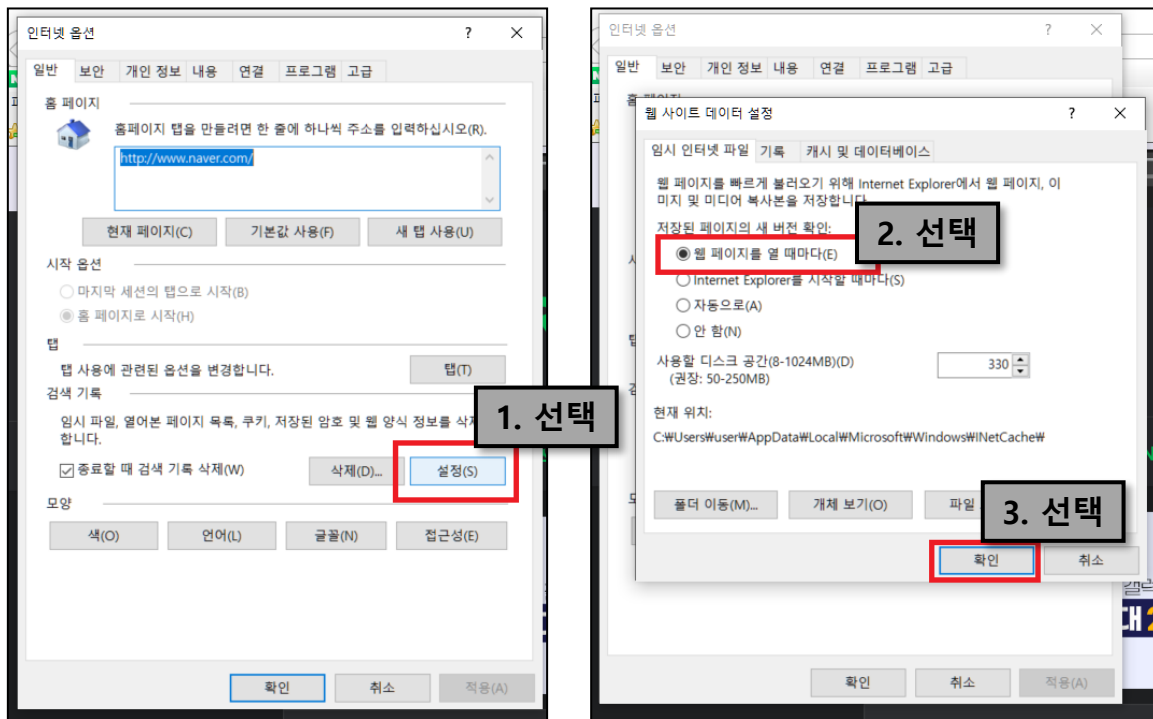 인터넷 옵션
일반 보안 개인 정보 내용 연결 프로그램 고급
홈 페이지
홈페이지 탭을 만들려면 한 줄에 하나씩 주소를 입력하십시오(R).
http://www.naver.com/
현재 페이지(C) 기본값 사용(F) 새 탭 사용(U)
시작 옵션
마지막 세션의 탭으로 시작(B)
홈 페이지로 시작(H)
탭
탭 사용에 관련된 옵션을 변경합니다. 탭(T)
검색 기록
임시 파일, 열어본 페이지 목록, 쿠키, 저장된 암호 및 웹 양식 정보를
합니다.
1. 선택
종료할 때 검색 기록 삭제(W) 삭제(D)... 설정(S)
모양
색(O) 언어(L) 글꼴(N) 접근성(E)
확인 취소 적용(A)
인터넷 옵션
일반 보안 개인 정보 내용 연결 프로그램 고급
웹 사이트 데이터 설정
임시 인터넷 파일 기록 캐시 및 데이터베이스
웹 페이지를 빠르게 불러오기 위해 Internet Explorer에서 웹 페이지, 이
미지 및 미디어 복사본을 저장합니다.
저장된 페이지의 새 버전 확인:
2. 선택
웹 페이지를 열 때마다(E)
Internet Explorer를 시작할 때마다(S)
자동으로(A)
안 함(N)
사용할 디스크 공간(8-1024MB)(D) 330
(권장: 50-250MB)
현재 위치:
C:₩Users₩user₩AppData₩Local₩Microsoft₩Windows₩INetCache₩
폴더 이동(M)... 개체 보기(O) 파일
3. 선택
확인 취소
확인 취소 적용(A)